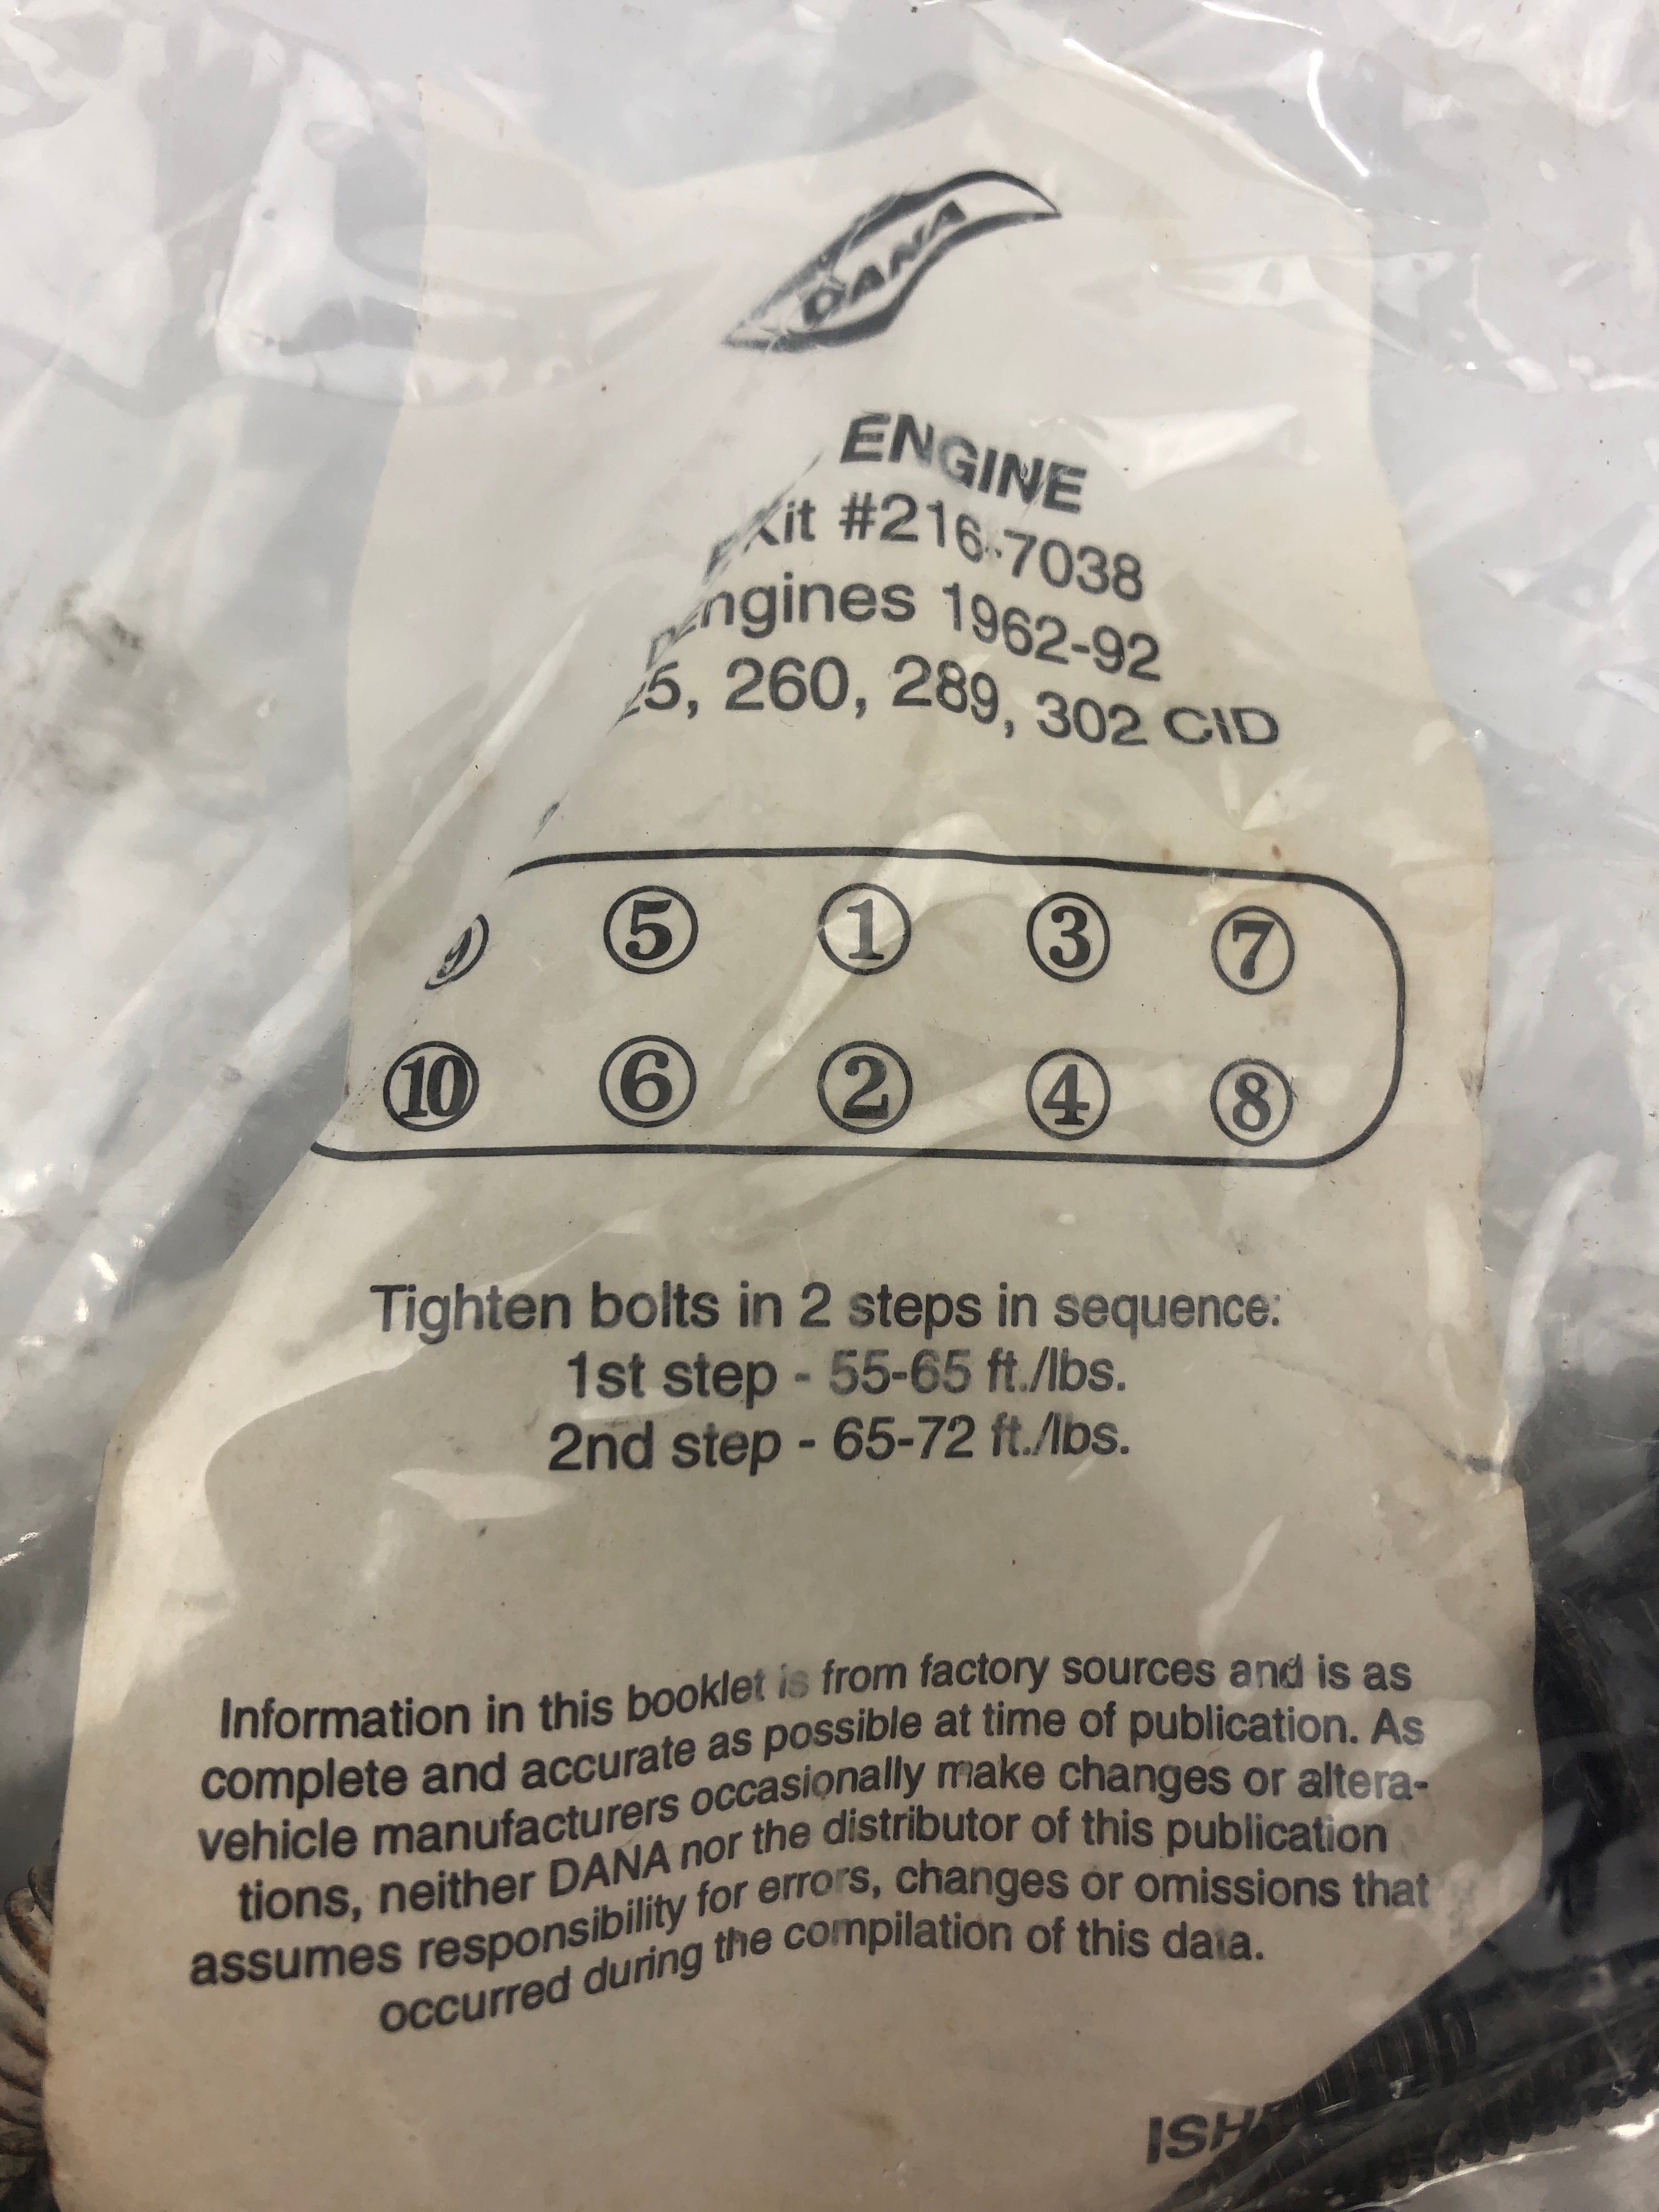 DANA
ENGINE
Kit #216-7038
ngines 1962-92
5, 260, 289, 302 CID
9 5 1 3 7
10 6 2 4 8
Tighten bolts in 2 steps in sequence:
1st step - 55-65 ft./lbs.
2nd step - 65-72 ft./lbs.
Information in this booklet is from factory sources and is as
complete and accurate as possible at time of publication. As
vehicle manufacturers occasionally make changes or altera-
tions, neither DANA nor the distributor of this publication
assumes responsibility for errors, changes or omissions that
occurred during the compilation of this data.